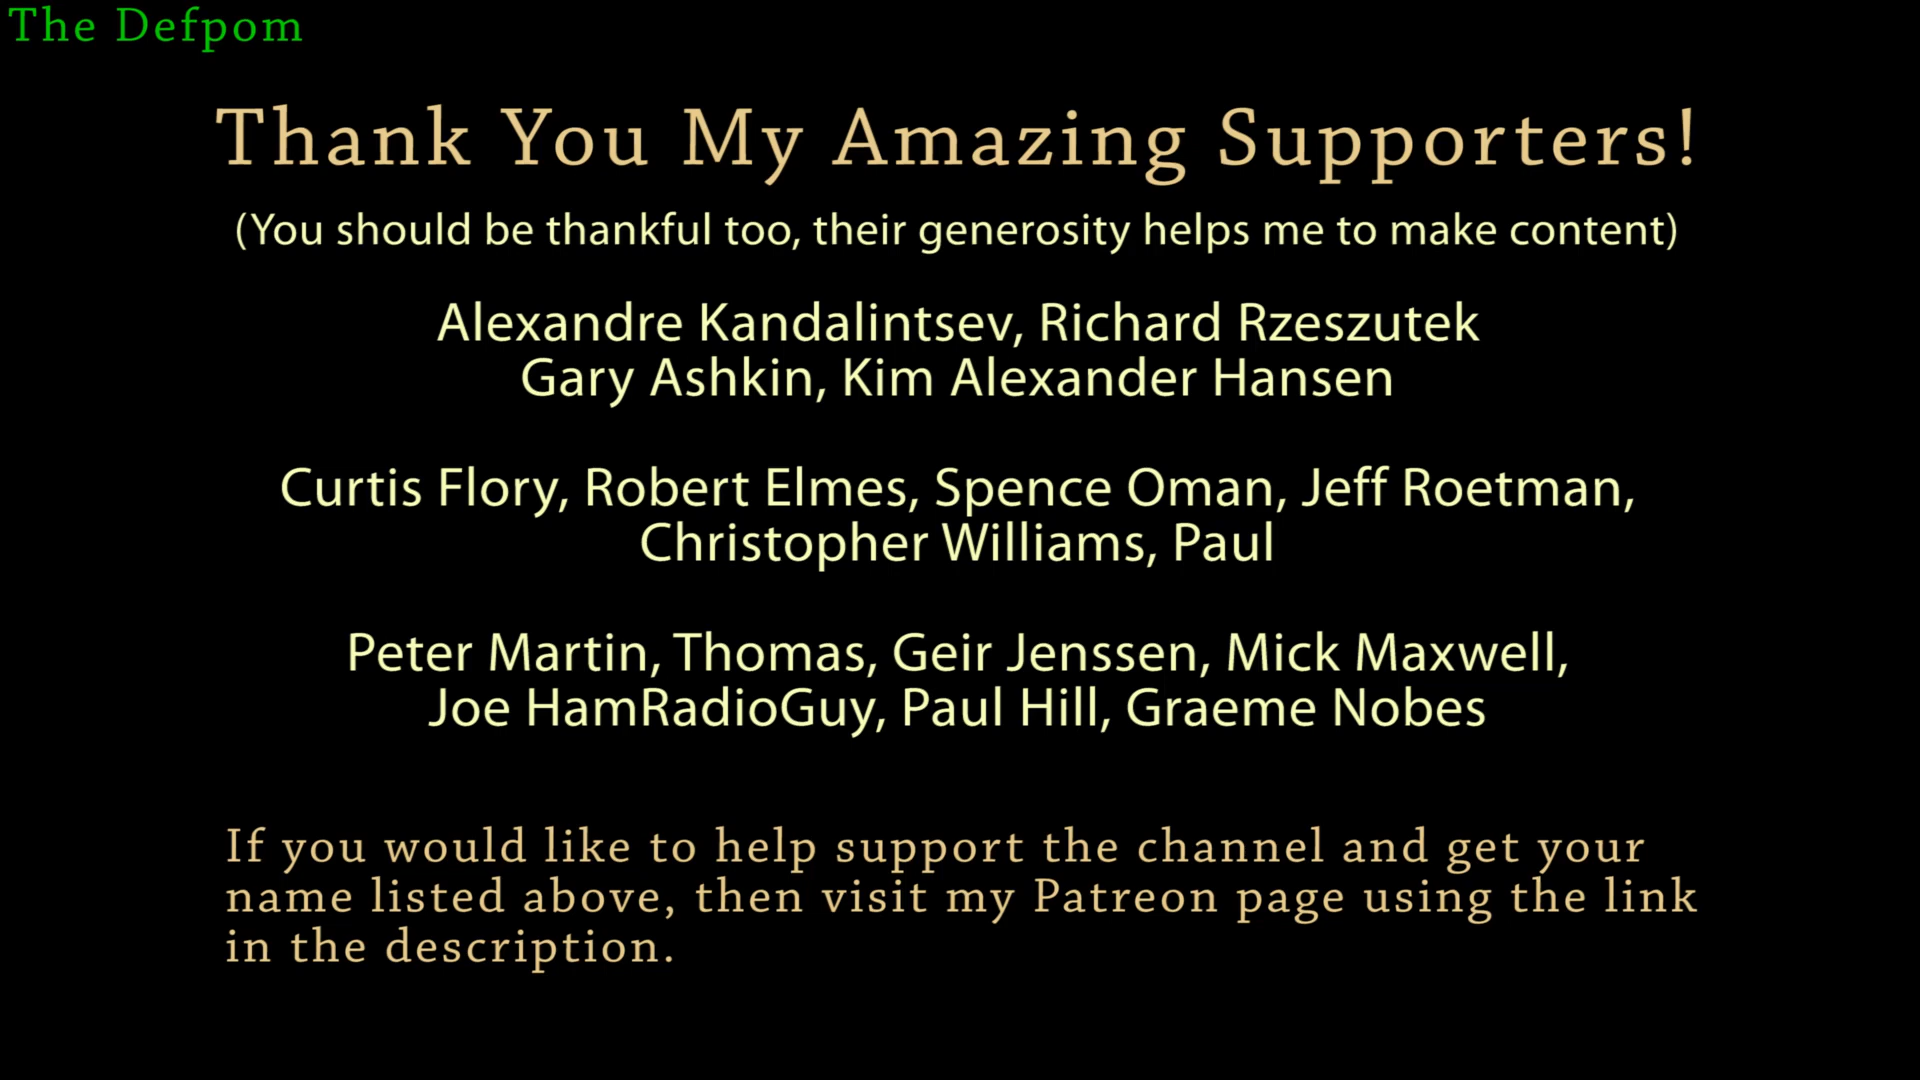 The Defpom
Thank You My Amazing Supporters!
(You should be thankful too, their generosity helps me to make content)
Alexandre Kandalintsev, Richard Rzeszutek
Gary Ashkin, Kim Alexander Hansen
Curtis Flory, Robert Elmes, Spence Oman, Jeff Roetman,
Christopher Williams, Paul
Peter Martin, Thomas, Geir Jenssen, Mick Maxwell,
Joe HamRadioGuy, Paul Hill, Graeme Nobes
If you would like to help support the channel and get your
name listed above, then visit my Patreon page using the link
in the description.